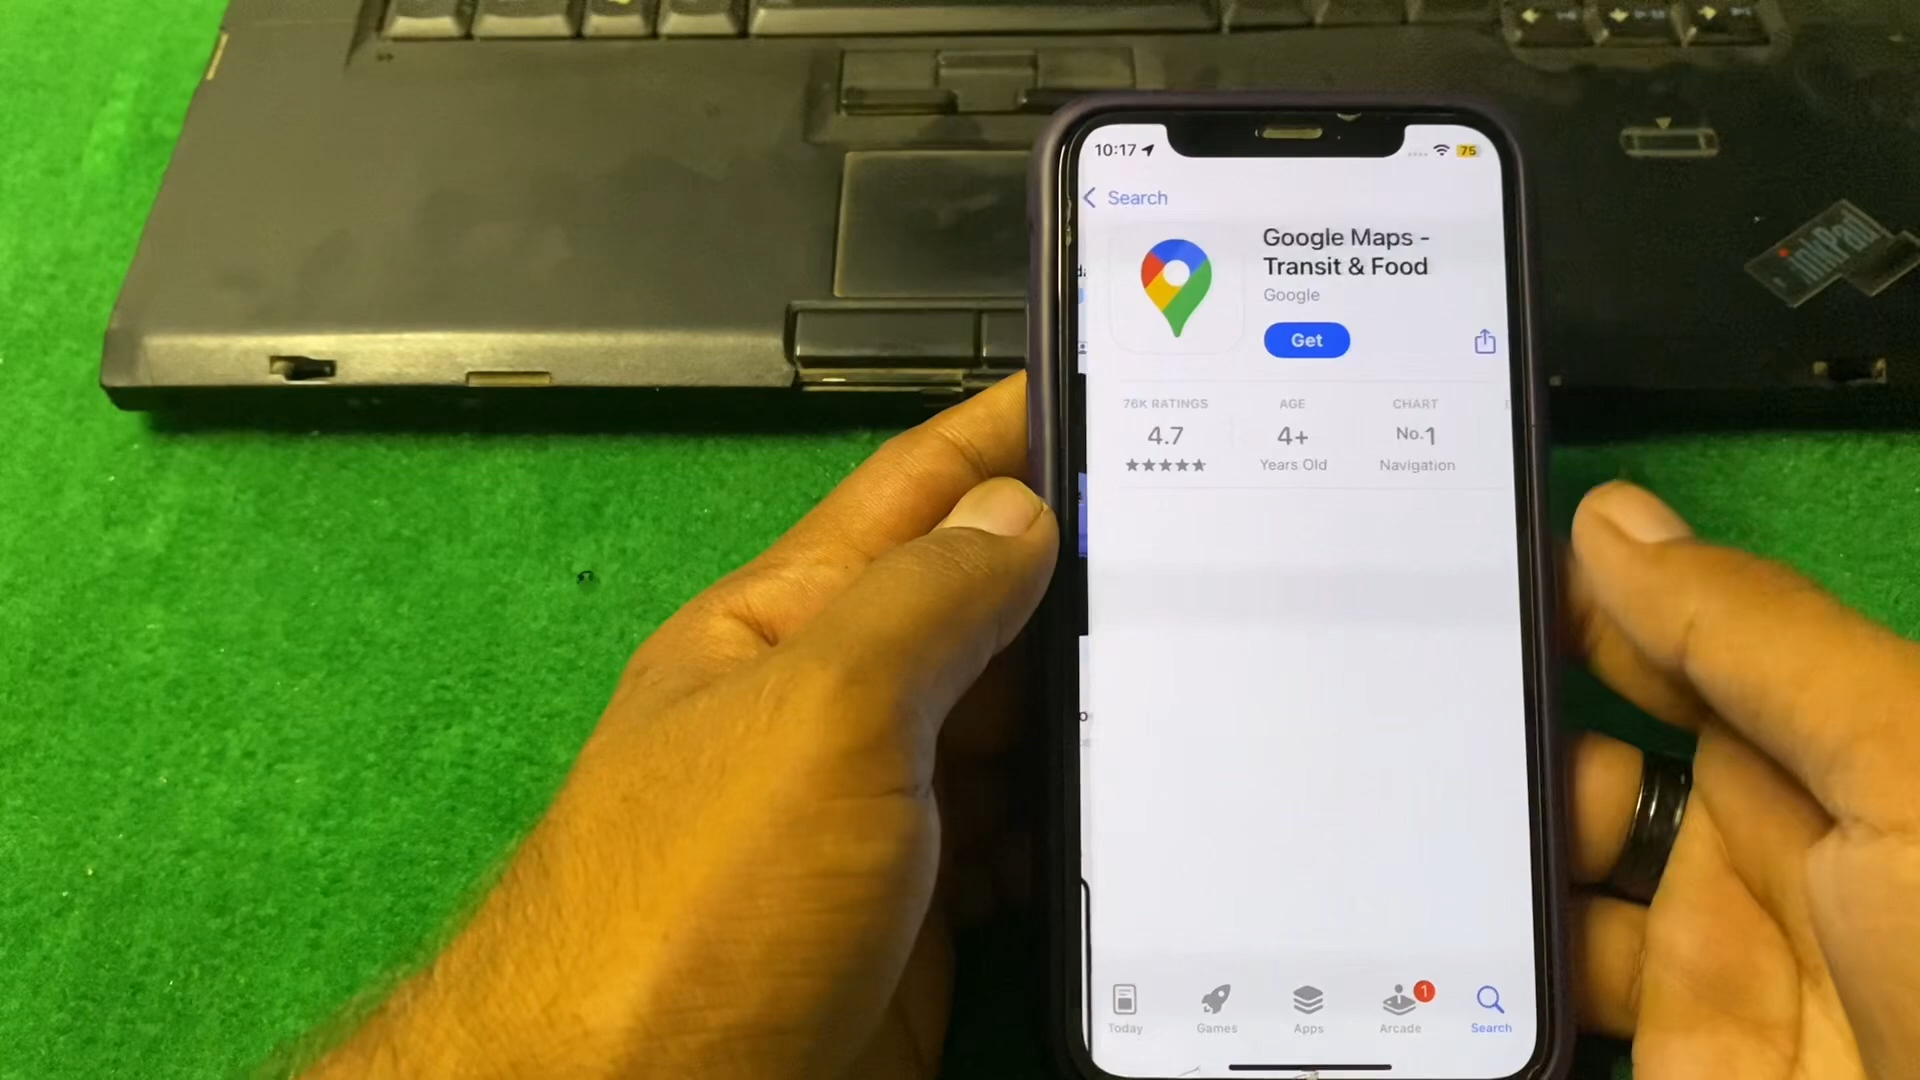 10:17
75
Search
Google Maps -
Transit & Food
Google
Get
76K RATINGS
AGE
CHART
4.7
4+
No.1
Years Old
Navigation
1
Today
Games
Apps
Arcade
Search